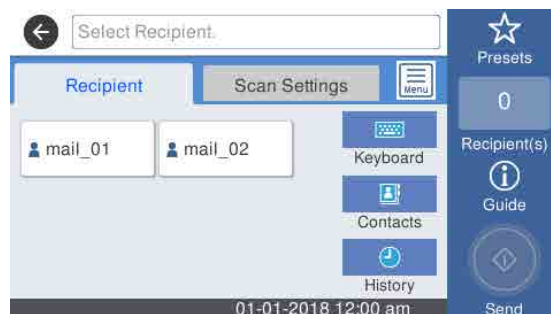 Select Recipient.
Presets
Recipient
Scan Settings
Menu
0
Recipient(s)
mail_01
mail_02
Keyboard
Guide
Contacts
History
01-01-2018 12:00 am
Send